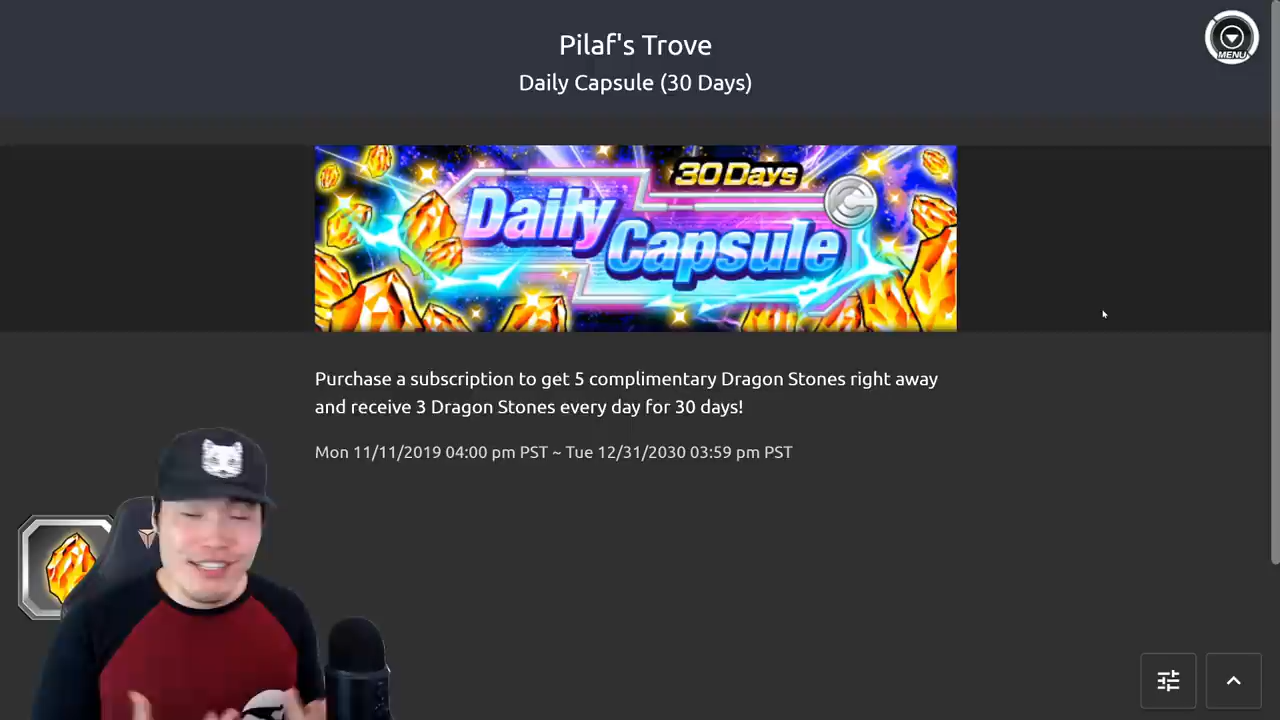 Pilaf's Trove
MENU
Daily Capsule (30 Days)
30 Days
Daily
Capsule
Purchase a subscription to get 5 complimentary Dragon Stones right away
and receive 3 Dragon Stones every day for 30 days!
Mon 11/11/2019 04:00 pm PST ~ Tue 12/31/2030 03:59 pm PST